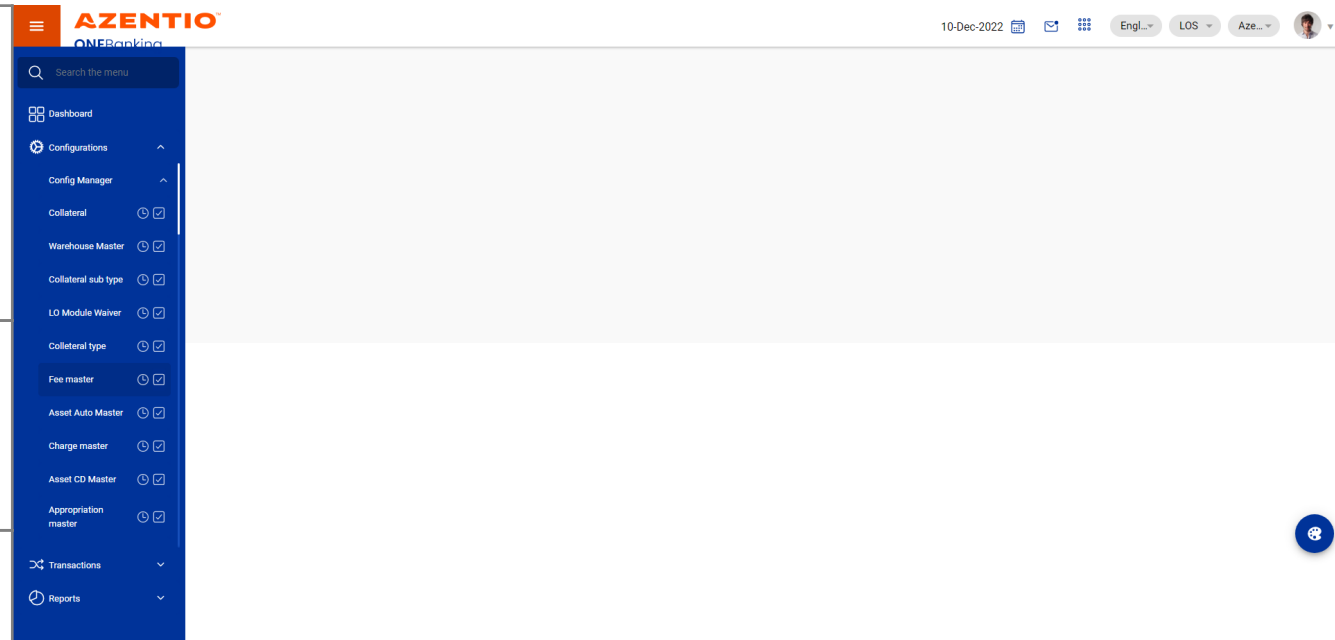 AZENTIO™
ONEBanking
10-Dec-2022
Engl...
LOS
Aze...
Search the menu
Dashboard
Configurations
Config Manager
Collateral
Warehouse Master
Collateral sub type
LO Module Waiver
Colleteral type
Fee master
Asset Auto Master
Charge master
Asset CD Master
Appropriation
master
Transactions
Reports